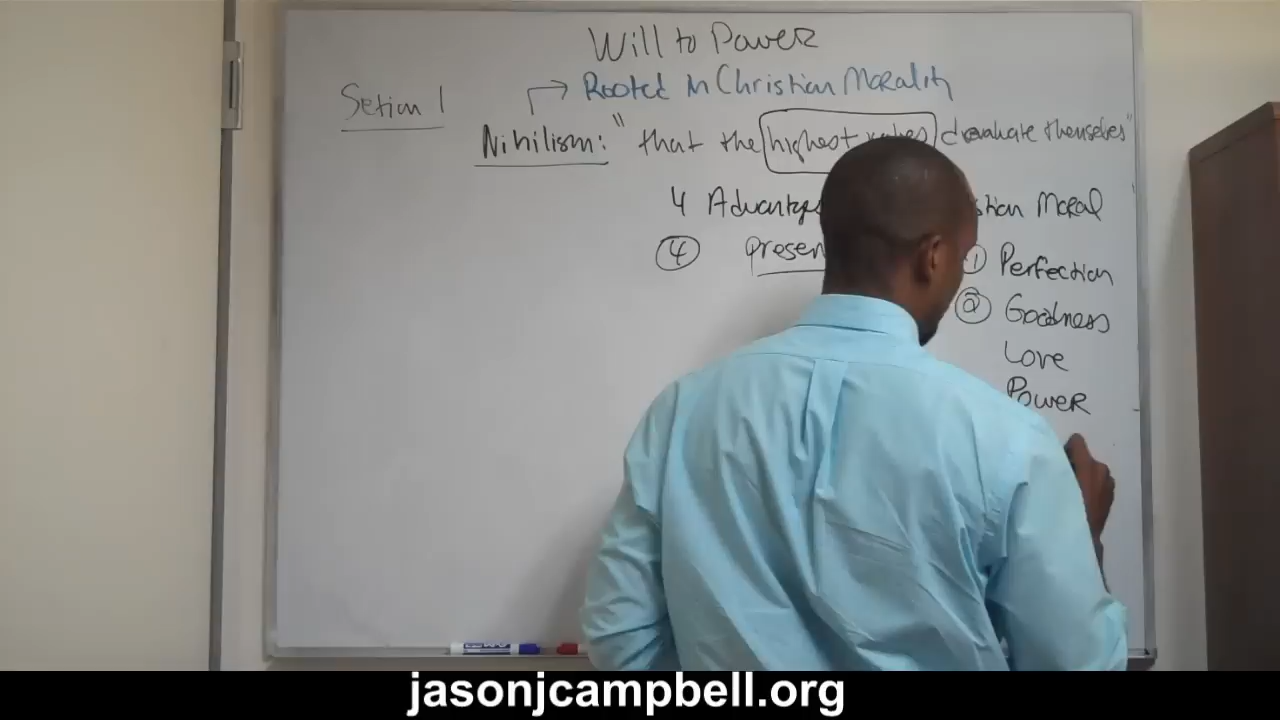 Will to Power
Rooted in Christian Morality
Setion 1
Nihilism: "that the highest values devaluate themselves"
4 Advantages Moral
4 presen
1 Perfection
2 Goodness
Love
Power
jasonjcampbell.org